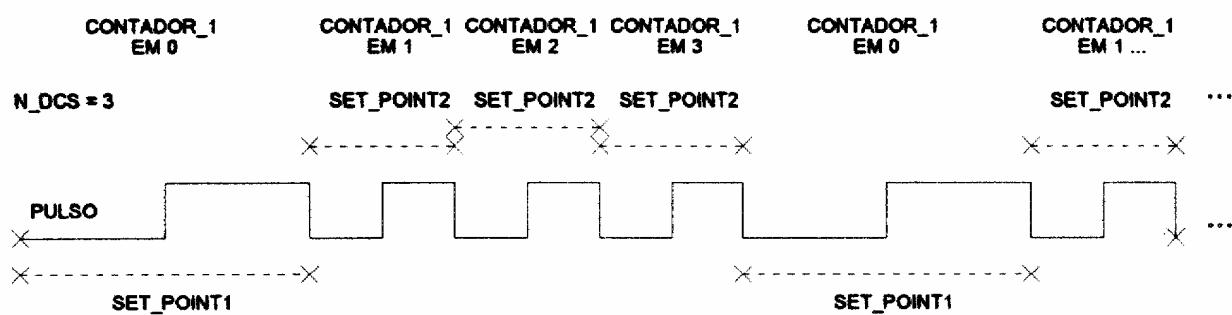 CONTADOR_1 CONTADOR_1 CONTADOR_1 CONTADOR_1 CONTADOR_1 CONTADOR_1
EM 0 EM 1 EM 2 EM 3 EM 0 EM 1 ...
N_DCS = 3 SET_POINT2 SET_POINT2 SET_POINT2 SET_POINT2 ...
PULSO ...
SET_POINT1 SET_POINT1